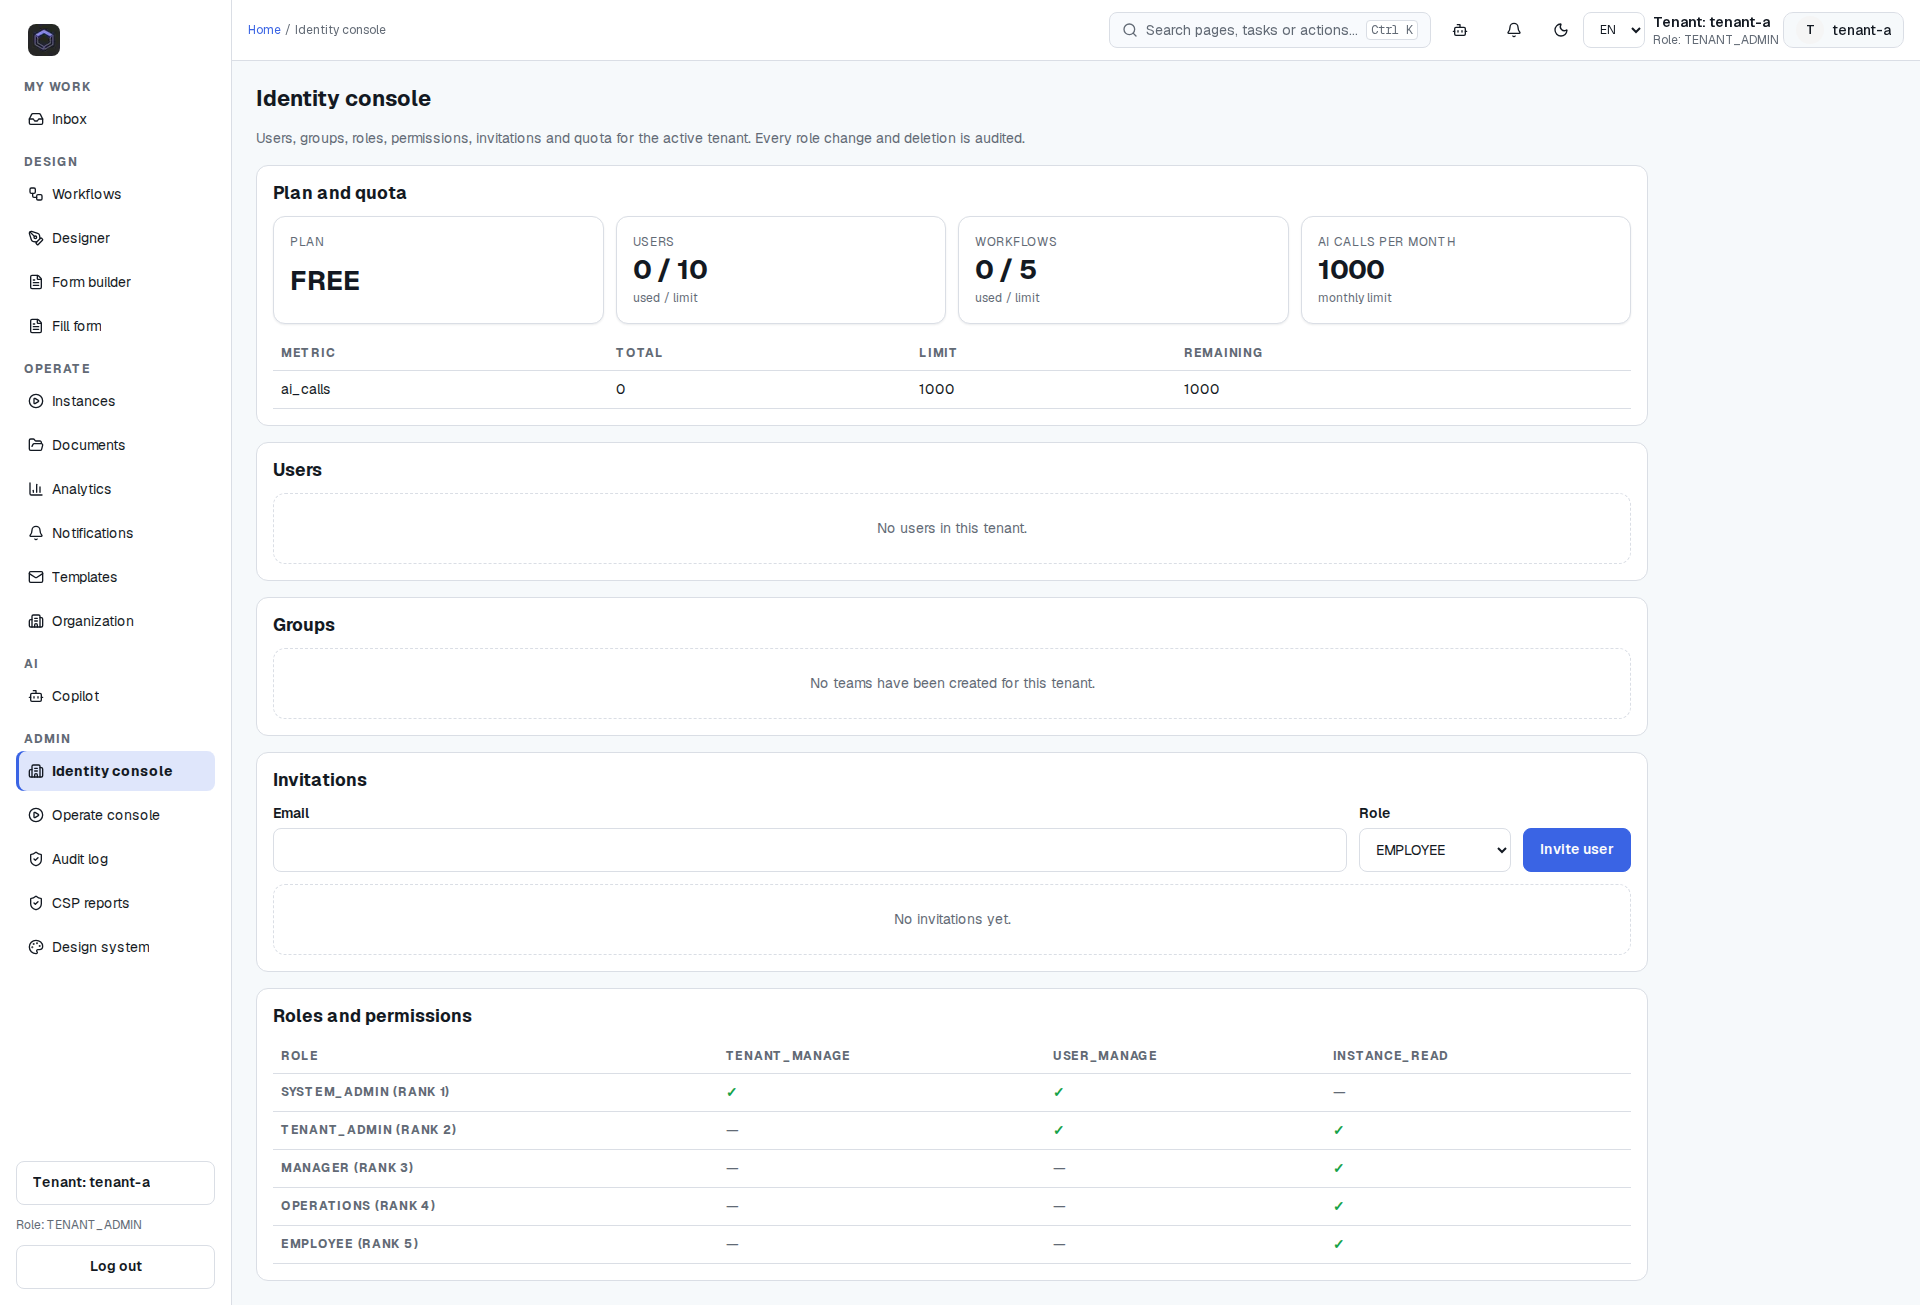 Home / Identity console
Search pages, tasks or actions... Ctrl K
EN
Tenant: tenant-a
Role: TENANT_ADMIN
T tenant-a
MY WORK
Inbox
DESIGN
Workflows
Designer
Form builder
Fill form
OPERATE
Instances
Documents
Analytics
Notifications
Templates
Organization
AI
Copilot
ADMIN
Identity console
Operate console
Audit log
CSP reports
Design system
Tenant: tenant-a
Role: TENANT_ADMIN
Log out
Identity console
Users, groups, roles, permissions, invitations and quota for the active tenant. Every role change and deletion is audited.
Plan and quota
PLAN
FREE
USERS
0 / 10
used / limit
WORKFLOWS
0 / 5
used / limit
AI CALLS PER MONTH
1000
monthly limit
METRIC TOTAL LIMIT REMAINING
ai_calls 0 1000 1000
Users
No users in this tenant.
Groups
No teams have been created for this tenant.
Invitations
Email Role
EMPLOYEE Invite user
No invitations yet.
Roles and permissions
ROLE TENANT_MANAGE USER_MANAGE INSTANCE_READ
SYSTEM_ADMIN (RANK 1) ✓ ✓ —
TENANT_ADMIN (RANK 2) — ✓ ✓
MANAGER (RANK 3) — — ✓
OPERATIONS (RANK 4) — — ✓
EMPLOYEE (RANK 5) — — ✓